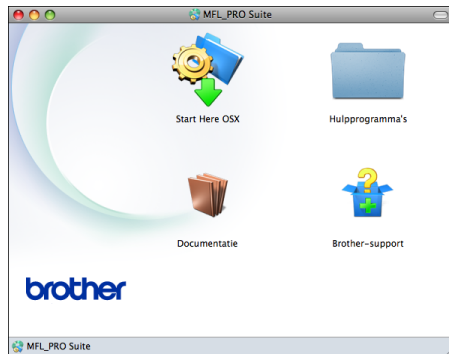 MFL_PRO Suite
Start Here OSX
Hulpprogramma's
Documentatie
Brother-support
brother
MFL_PRO Suite